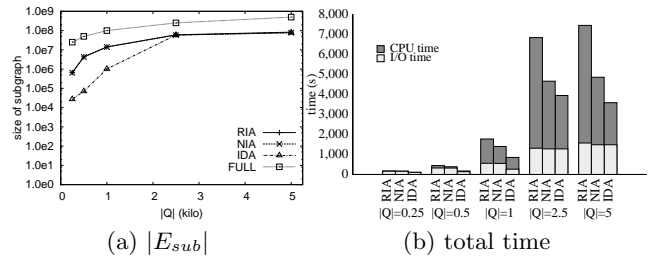 1.0e9
1.0e8
1.0e7
1.0e6
1.0e5
1.0e4
1.0e3
1.0e2
1.0e1
1.0e0
size of subgraph
RIA
NIA
IDA
FULL
0 1 2 3 4 5
|Q| (kilo)
(a) |E_sub|
8,000
7,000
6,000
5,000
4,000
3,000
2,000
1,000
0
time (s)
CPU time
I/O time
RIA NIA IDA RIA NIA IDA RIA NIA IDA RIA NIA IDA RIA NIA IDA
|Q|=0.25 |Q|=0.5 |Q|=1 |Q|=2.5 |Q|=5
(b) total time